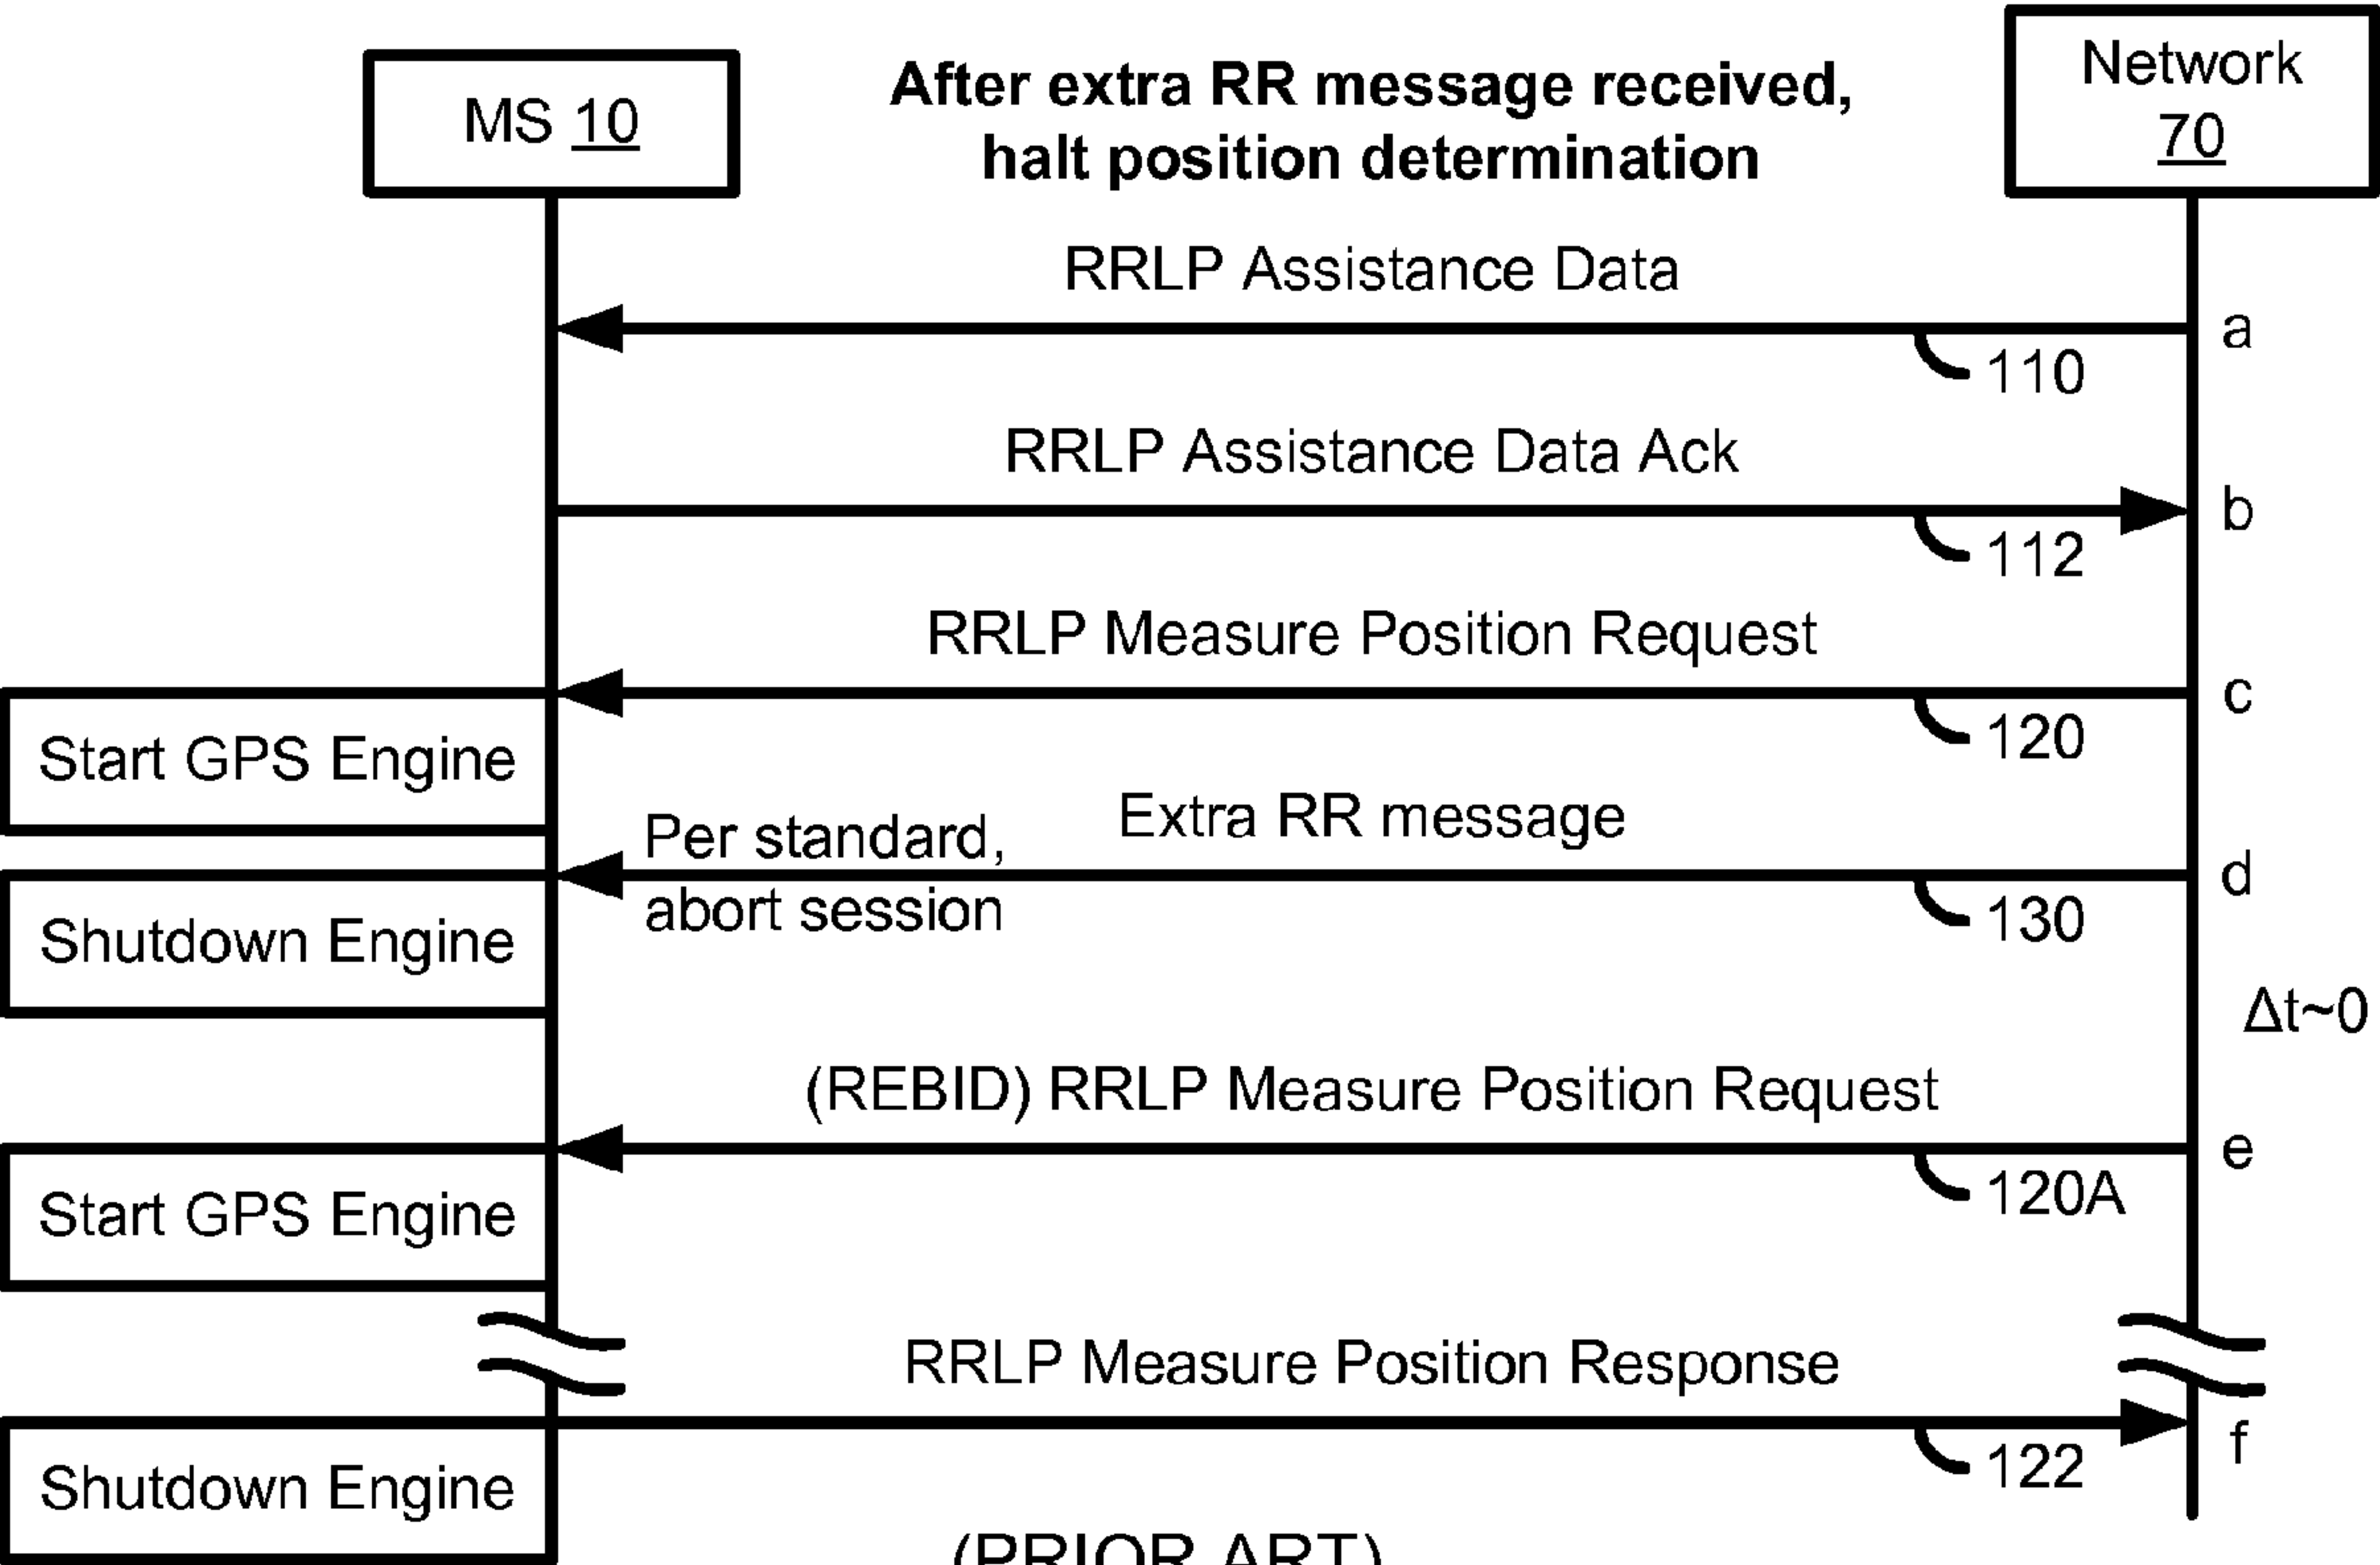 MS 10
After extra RR message received,
halt position determination
Network
70
RRLP Assistance Data
a
110
RRLP Assistance Data Ack
b
112
RRLP Measure Position Request
c
120
Start GPS Engine
Extra RR message
Per standard,
abort session
d
130
Shutdown Engine
Δt~0
(REBID) RRLP Measure Position Request
e
120A
Start GPS Engine
RRLP Measure Position Response
f
122
Shutdown Engine
(PRIOR ART)